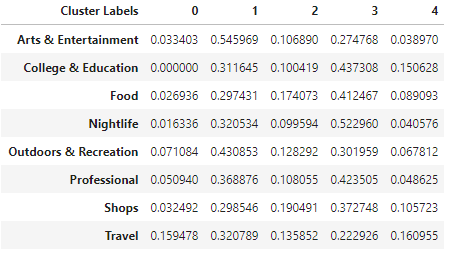 Cluster Labels 0 1 2 3 4
Arts & Entertainment 0.033403 0.545969 0.106890 0.274768 0.038970
College & Education 0.000000 0.311645 0.100419 0.437308 0.150628
Food 0.026936 0.297431 0.174073 0.412467 0.089093
Nightlife 0.016336 0.320534 0.099594 0.522960 0.040576
Outdoors & Recreation 0.071084 0.430853 0.128292 0.301959 0.067812
Professional 0.050940 0.368876 0.108055 0.423505 0.048625
Shops 0.032492 0.298546 0.190491 0.372748 0.105723
Travel 0.159478 0.320789 0.135852 0.222926 0.160955